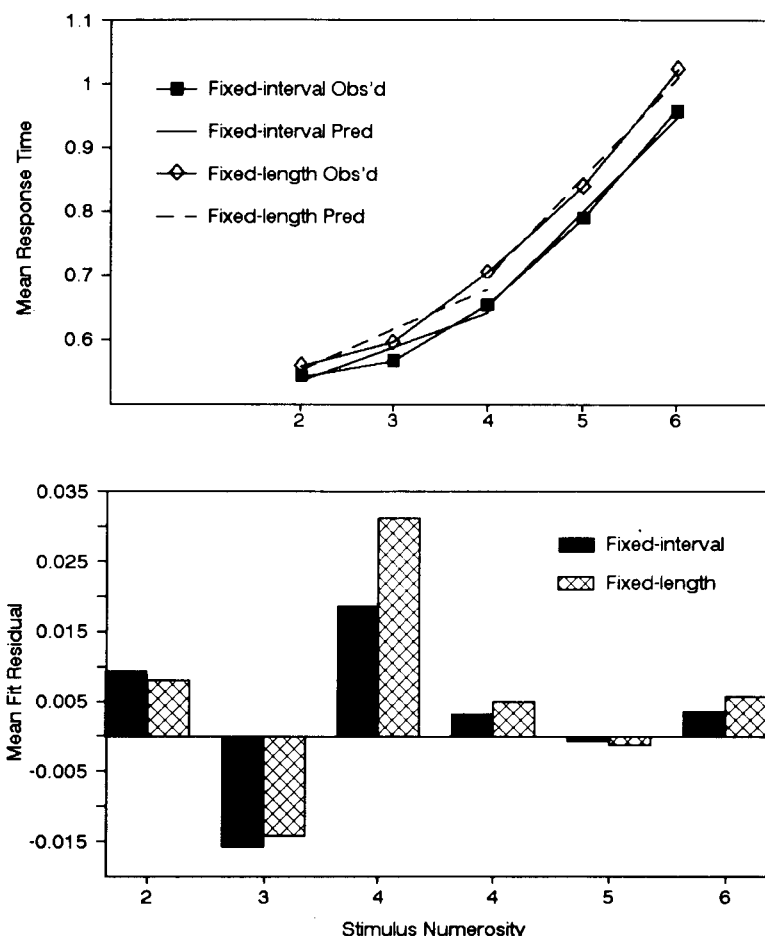 1.1
1
0.9
0.8
0.7
0.6
Mean Response Time
Fixed-interval Obs'd
Fixed-interval Pred
Fixed-length Obs'd
Fixed-length Pred
2 3 4 5 6
0.035
0.025
0.015
0.005
-0.005
-0.015
Mean Fit Residual
Fixed-interval
Fixed-length
2 3 4 4 5 6
Stimulus Numerosity